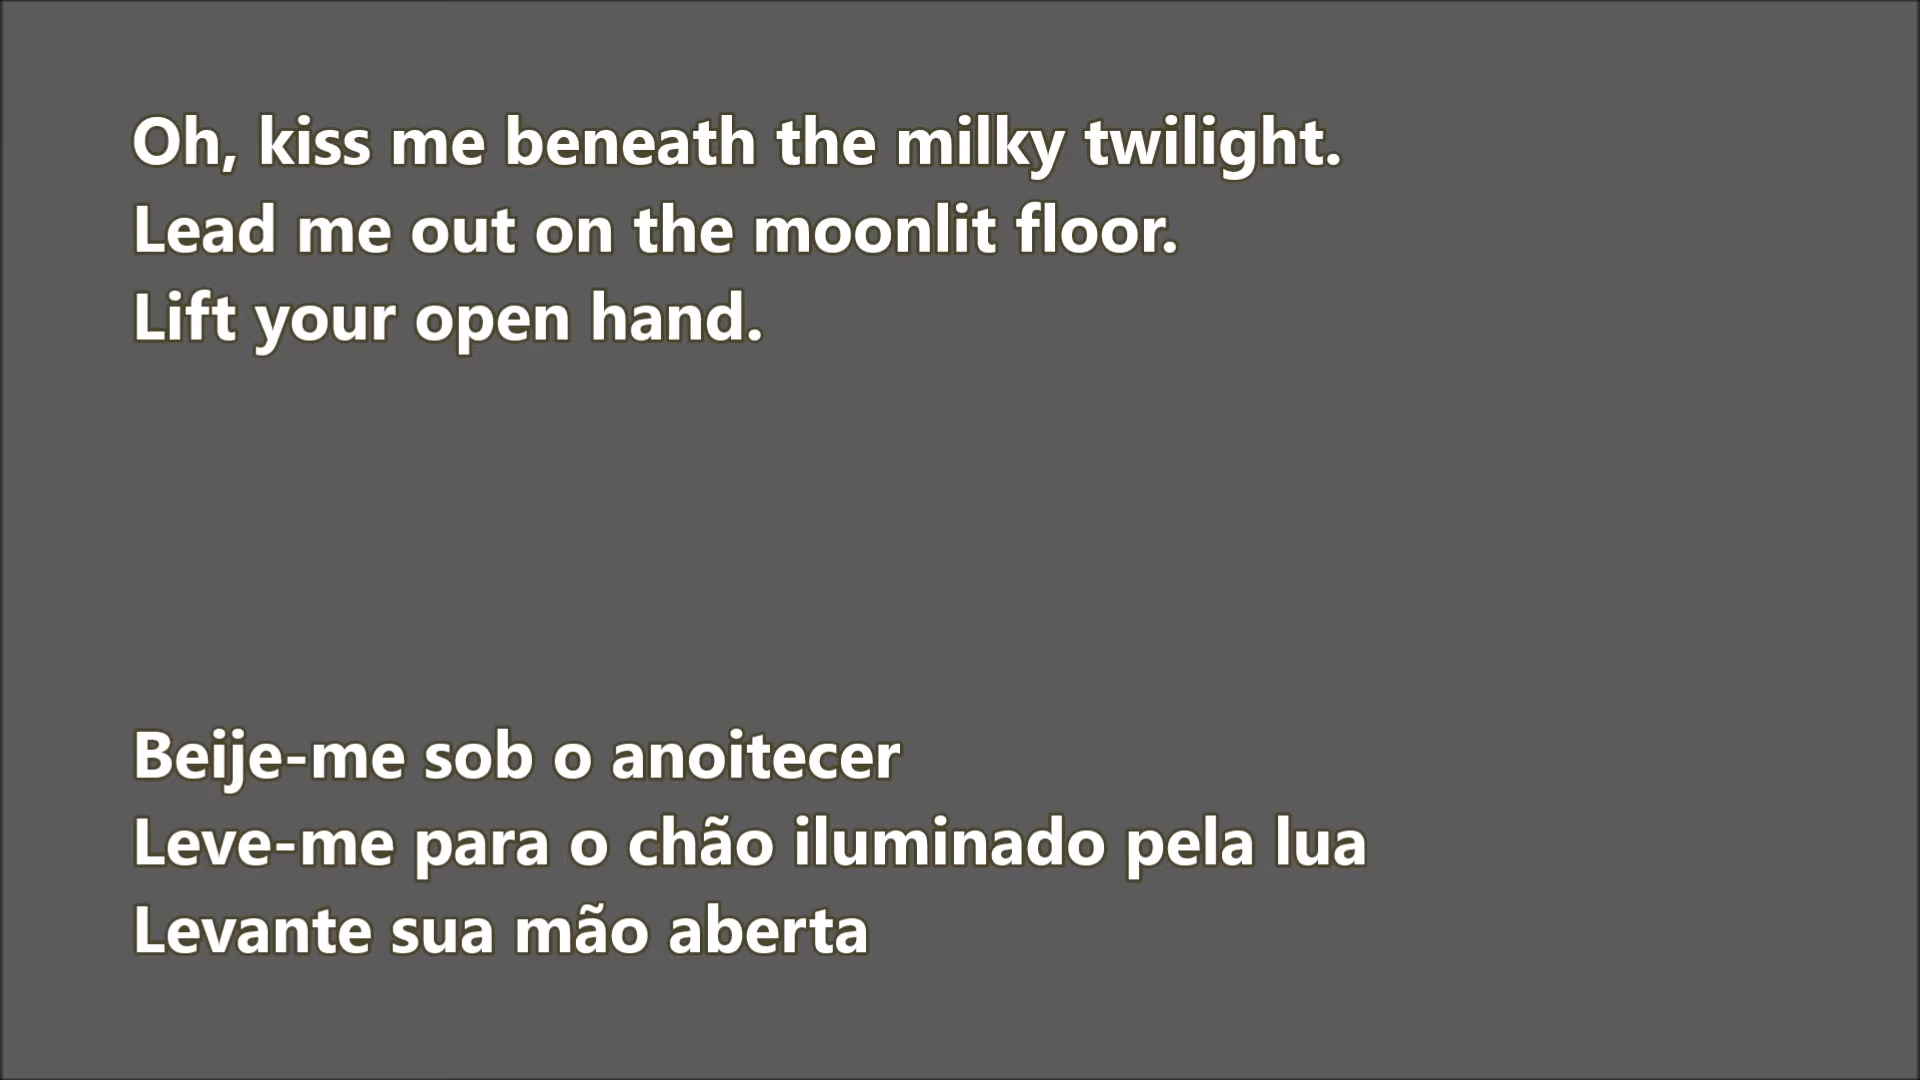 Oh, kiss me beneath the milky twilight.
Lead me out on the moonlit floor.
Lift your open hand.
Beije-me sob o anoitecer
Leve-me para o chão iluminado pela lua
Levante sua mão aberta